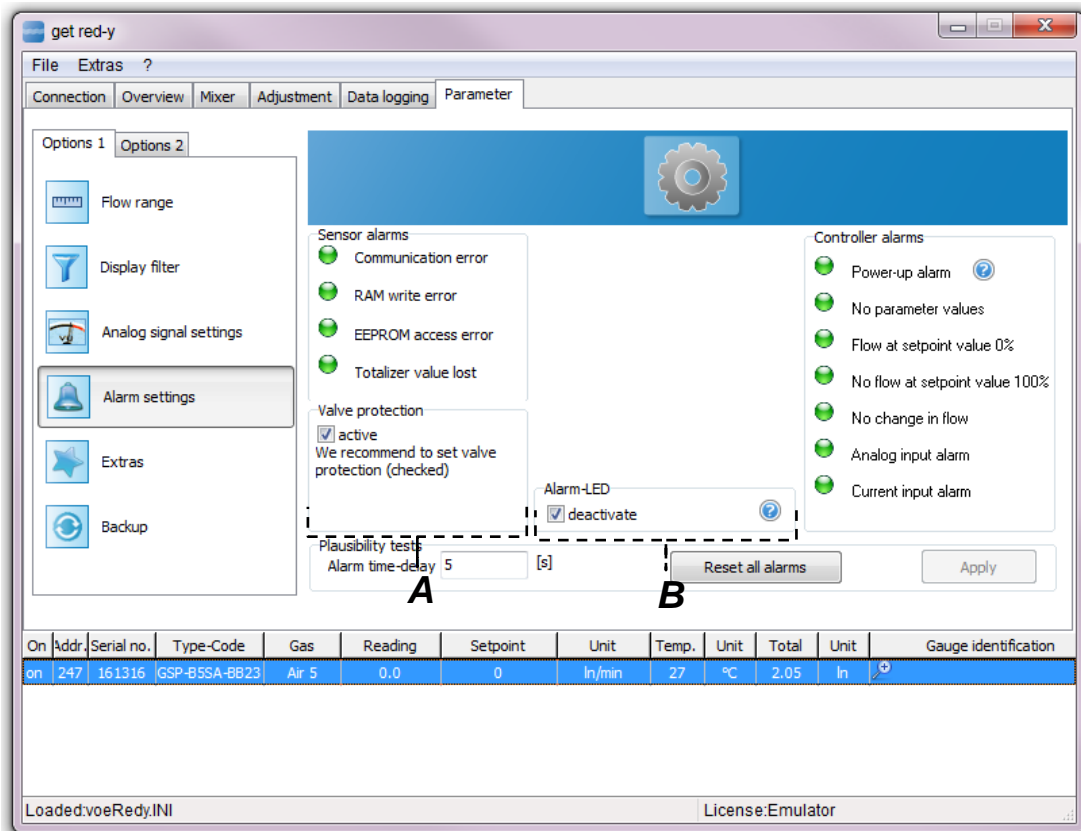 get red-y
File Extras ?
Connection Overview Mixer Adjustment Data logging Parameter
Options 1 Options 2
Flow range
Display filter
Analog signal settings
Alarm settings
Extras
Backup
Sensor alarms
Communication error
RAM write error
EEPROM access error
Totalizer value lost
Valve protection
active
We recommend to set valve
protection (checked)
Alarm-LED
deactivate
Controller alarms
Power-up alarm
No parameter values
Flow at setpoint value 0%
No flow at setpoint value 100%
No change in flow
Analog input alarm
Current input alarm
Plausibility tests
Alarm time-delay 5 [s]
Reset all alarms
Apply
A
B
On Addr. Serial no. Type-Code Gas Reading Setpoint Unit Temp. Unit Total Unit Gauge identification
on 247 161316 GSP-B5SA-BB23 Air 5 0.0 0 ln/min 27 °C 2.05 ln
Loaded:voeRedy.INI License:Emulator